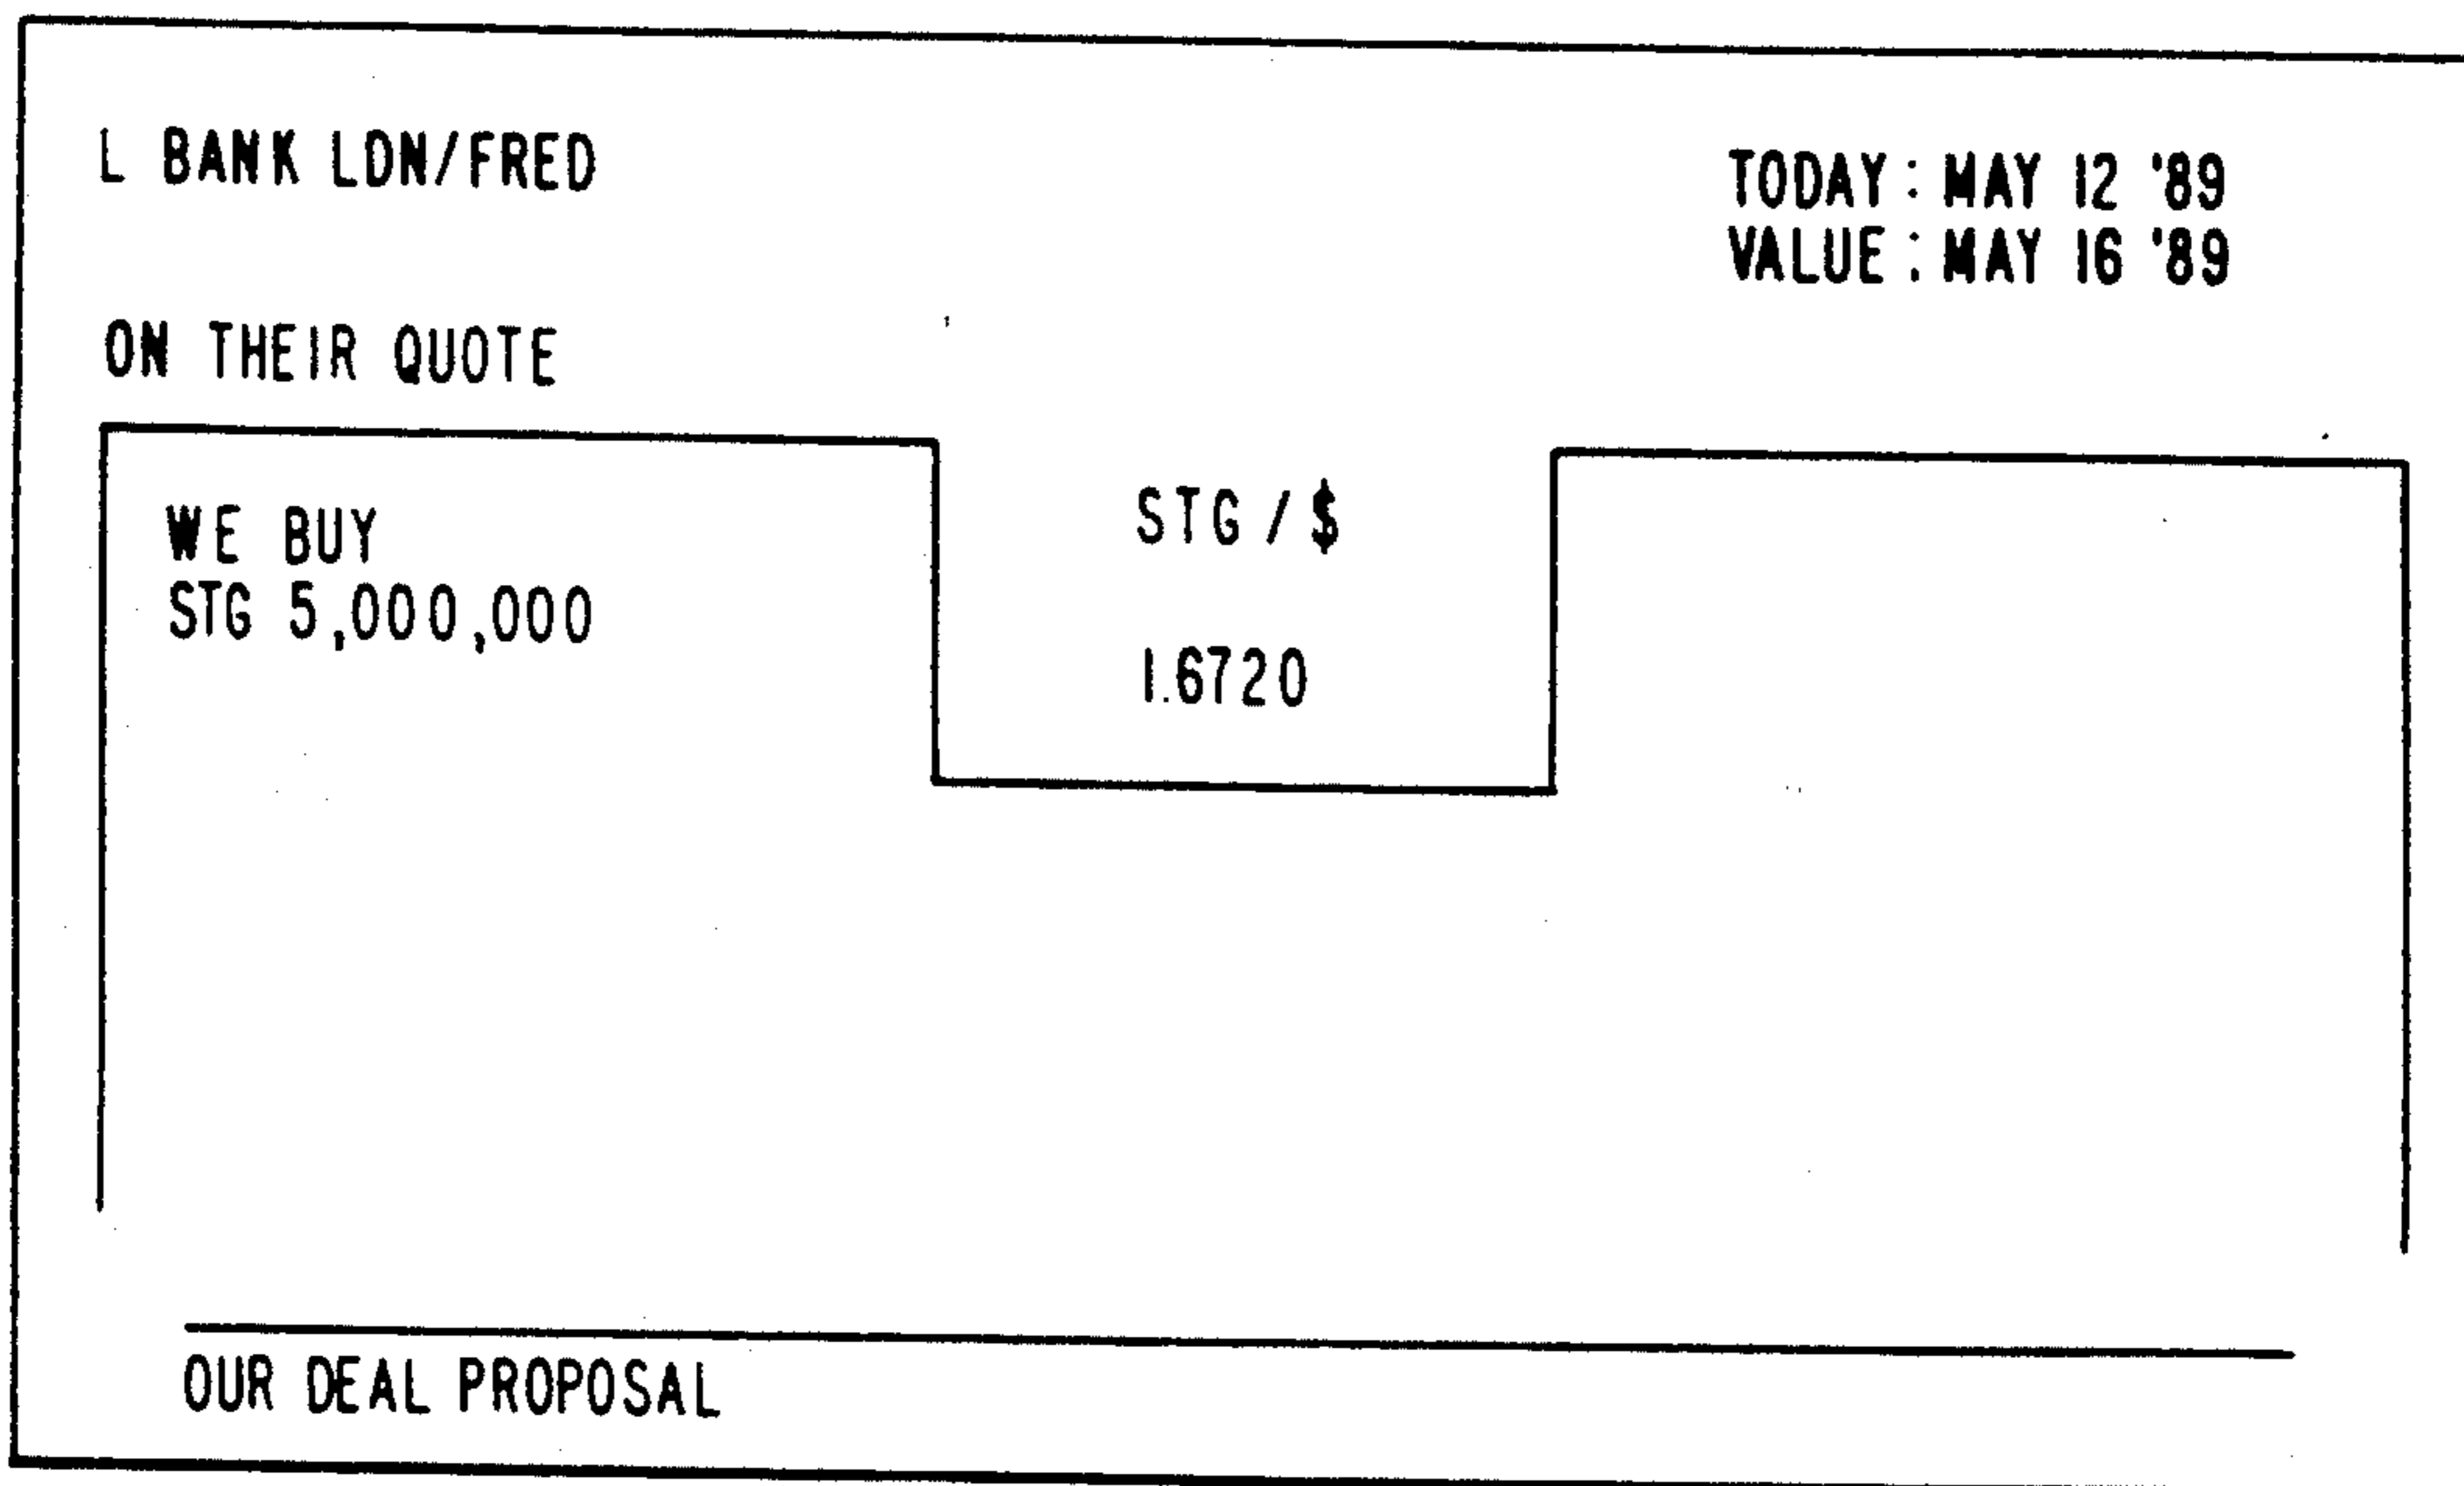 L BANK LDN/FRED
TODAY: MAY 12 '89
VALUE: MAY 16 '89
ON THEIR QUOTE
WE BUY
STG 5,000,000
STG / $
1.6720
OUR DEAL PROPOSAL